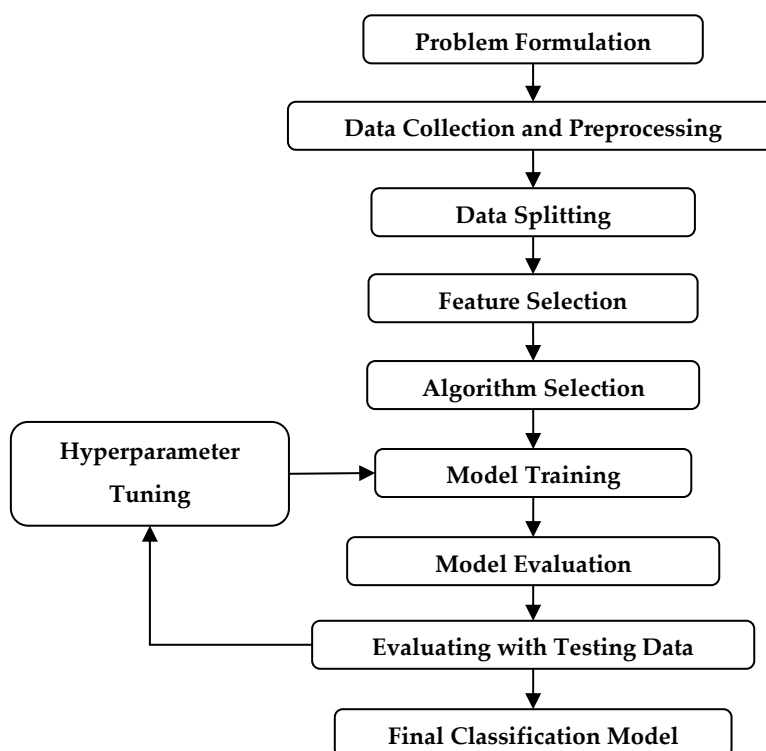 Problem Formulation
Data Collection and Preprocessing
Data Splitting
Feature Selection
Algorithm Selection
Hyperparameter
Tuning
Model Training
Model Evaluation
Evaluating with Testing Data
Final Classification Model